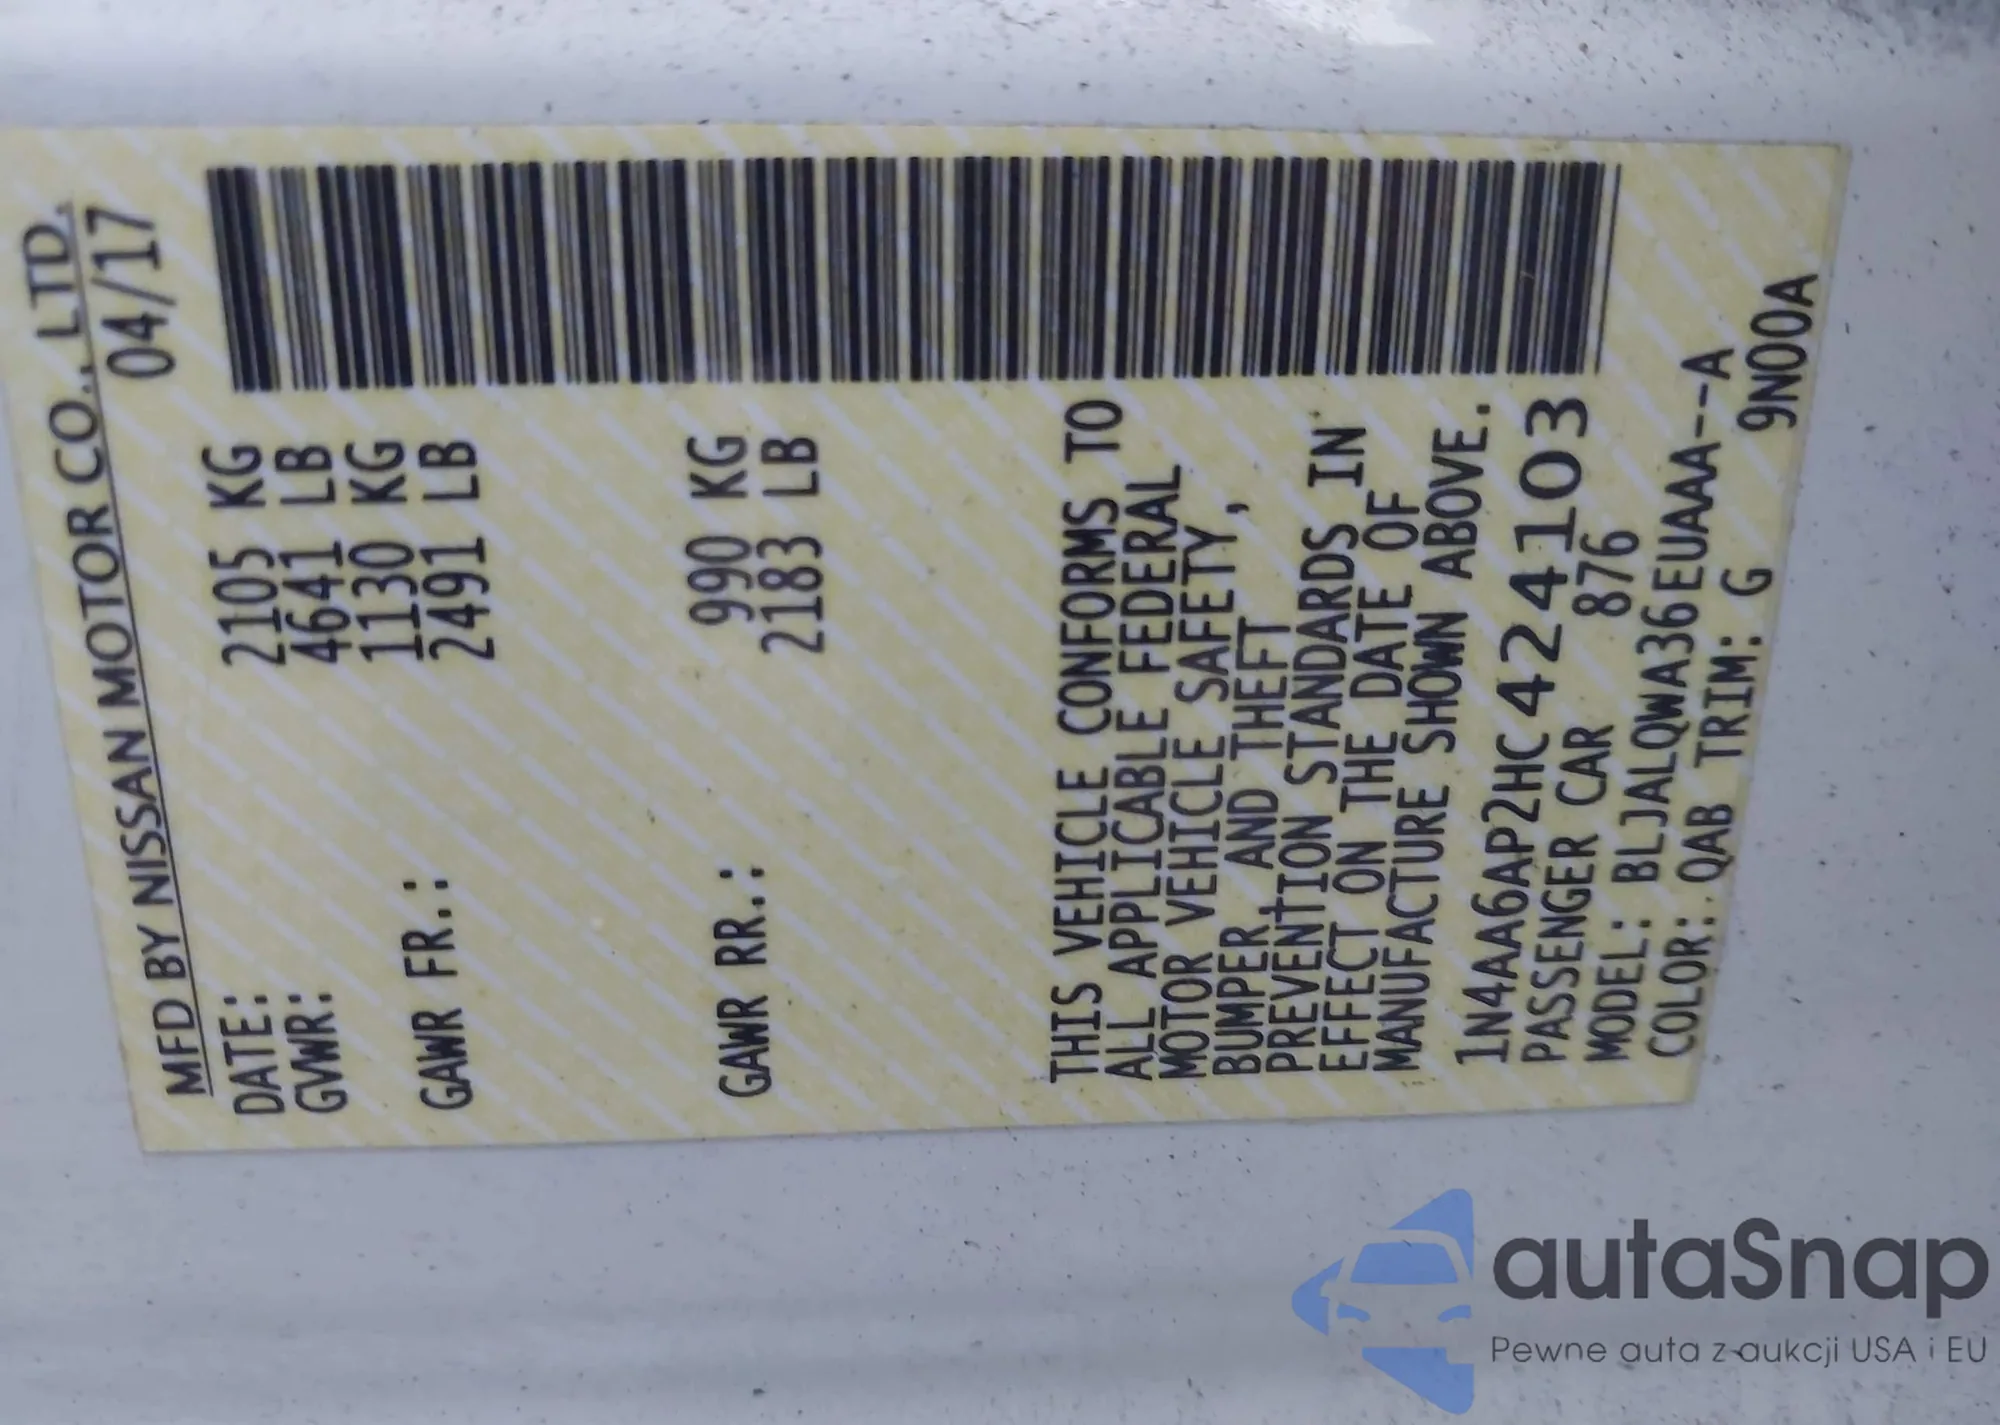 MFD BY NISSAN MOTOR CO., LTD.
DATE: 04/17
GVWR: 2105 KG
4641 LB
GAWR FR.: 1130 KG
2491 LB
GAWR RR.: 990 KG
2183 LB
THIS VEHICLE CONFORMS TO
ALL APPLICABLE FEDERAL
MOTOR VEHICLE SAFETY,
BUMPER, AND THEFT
PREVENTION STANDARDS IN
EFFECT ON THE DATE OF
MANUFACTURE SHOWN ABOVE.
1N4AA6AP2HC424103
PASSENGER CAR 876
MODEL: BLJALQWA36EUAAA--A
COLOR: QAB TRIM: G
9N00A
autaSnap
Pewne auta z aukcji USA i EU